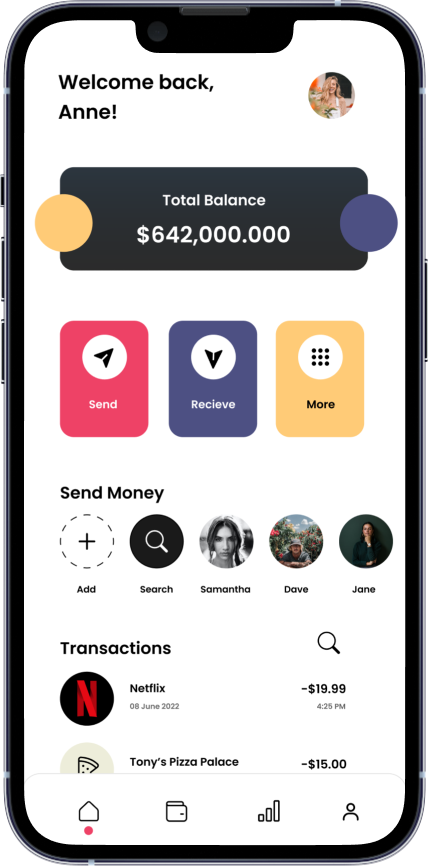 Welcome back,
Anne!
Total Balance
$642,000.000
Send
Recieve
More
Send Money
Add
Search
Samantha
Dave
Jane
Transactions
N
Netflix
-$19.99
08 June 2022
4:25 PM
Tony’s Pizza Palace
-$15.00